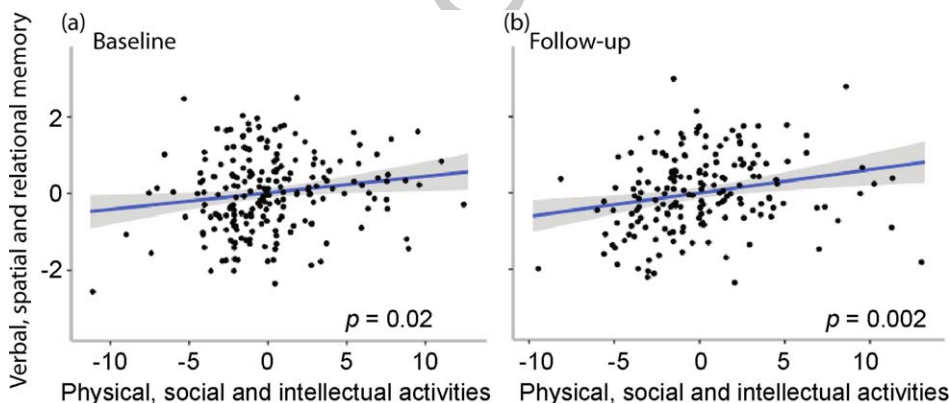 (a)
Baseline
(b)
Follow-up
Verbal, spatial and relational memory
2
0
-2
p = 0.02
p = 0.002
-10 -5 0 5 10
-10 -5 0 5 10
Physical, social and intellectual activities
Physical, social and intellectual activities